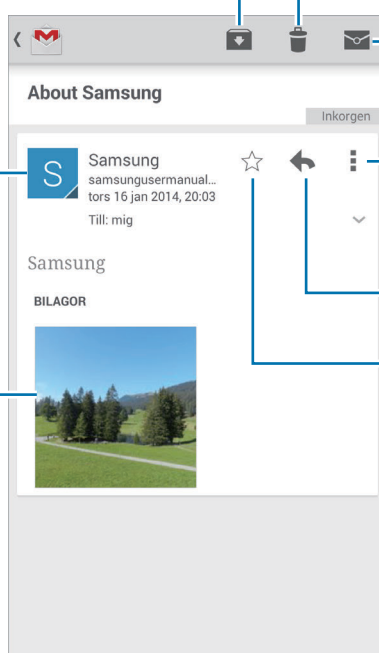 About Samsung
Inkorgen
S
Samsung
samsungusermanual...
tors 16 jan 2014, 20:03
Till: mig
Samsung
BILAGOR